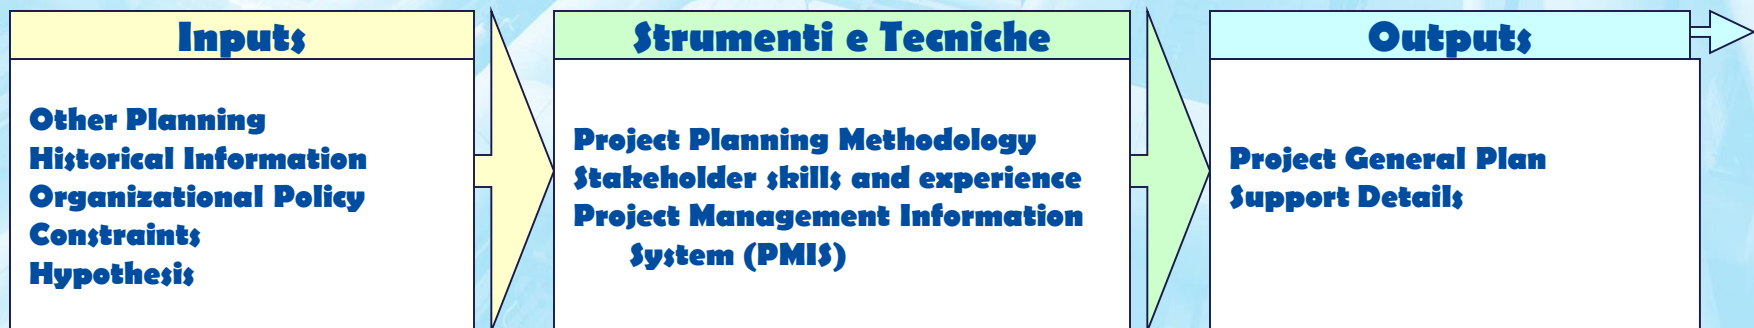 Inputs
Other Planning
Historical Information
Organizational Policy
Constraints
Hypothesis
Strumenti e Tecniche
Project Planning Methodology
Stakeholder skills and experience
Project Management Information
System (PMIS)
Outputs
Project General Plan
Support Details